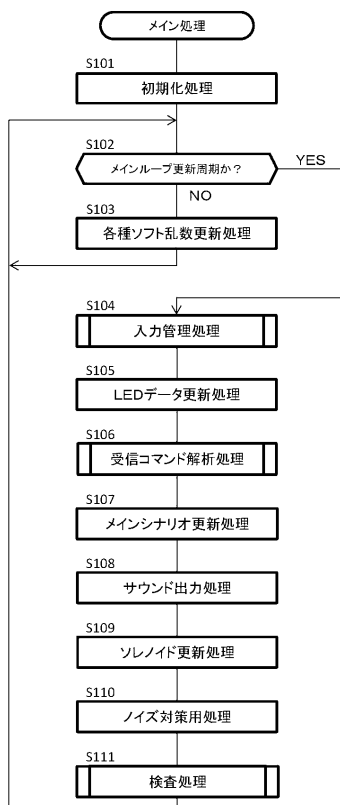 メイン処理
S101
初期化処理
S102
メインループ更新周期か？
YES
NO
S103
各種ソフト乱数更新処理
S104
入力管理処理
S105
LEDデータ更新処理
S106
受信コマンド解析処理
S107
メインシナリオ更新処理
S108
サウンド出力処理
S109
ソレノイド更新処理
S110
ノイズ対策用処理
S111
検査処理